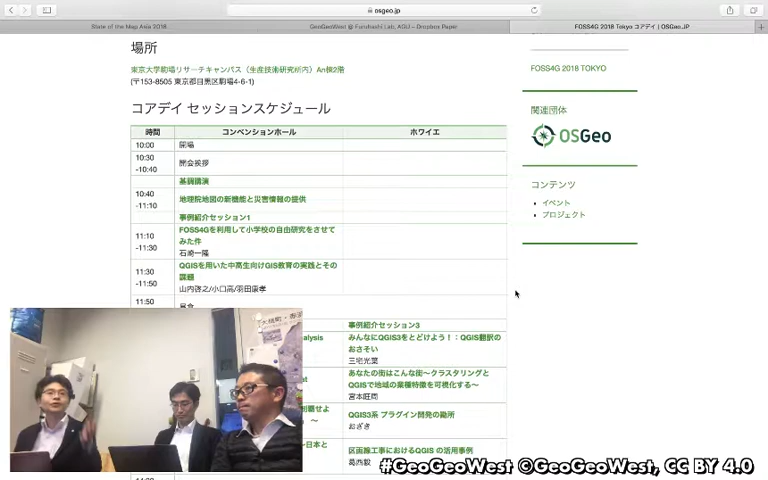 osgeo.jp
State of the Map Asia 2018
GeoGeoWest @ Furuhashi Lab. AGU – Dropbox Paper
FOSS4G 2018 Tokyo コアデイ | OSGeo.JP
場所
東京大学駒場リサーチキャンパス（生産技術研究所内）An棟2階
(〒153-8505 東京都目黒区駒場4-6-1)
コアデイ セッションスケジュール
時間 コンベンションホール ホワイエ
10:00 開場
10:30
-10:40 開会挨拶
基調講演
10:40
-11:10 地理院地図の新機能と災害情報の提供
事例紹介セッション1
11:10
-11:30 FOSS4Gを利用して小学校の自由研究をさせて
みた件
石崎一隆
11:30
-11:50 QGISを用いた中高生向けGIS教育の実践とその
課題
山内啓之/小口高/羽田康孝
11:50
昼食
事例紹介セッション3
alysis みんなにQGIS3をとどけよう！：QGIS翻訳の
おさそい
三宅光葉
あなたの街はこんな街〜クラスタリングと
QGISで地域の業種特徴を可視化する〜
宮本旺岡
QGIS3系 プラグイン開発の勘所
おざき
日本と 区画線工事におけるQGIS の活用事例
葛西毅
FOSS4G 2018 TOKYO
関連団体
OSGeo
コンテンツ
イベント
プロジェクト
#GeoGeoWest ©GeoGeoWest, CC BY 4.0